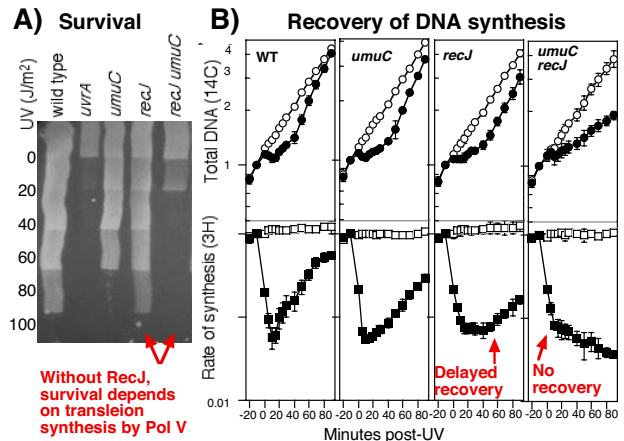 A) Survival
UV (J/m2)
wild type
uvrA
umuC
recJ
recJ umuC
0
20
40
60
80
100
Without RecJ,
survival depends
on transleion
synthesis by Pol V
B) Recovery of DNA synthesis
,
Total DNA (14C)
4
3
2
1
WT
umuC
recJ
umuC
recJ
Rate of synthesis (3H)
0.01
Delayed
recovery
No
recovery
-20 0 20 40 60 80
-20 0 20 40 60 80
-20 0 20 40 60 80
-20 0 20 40 60 80
Minutes post-UV